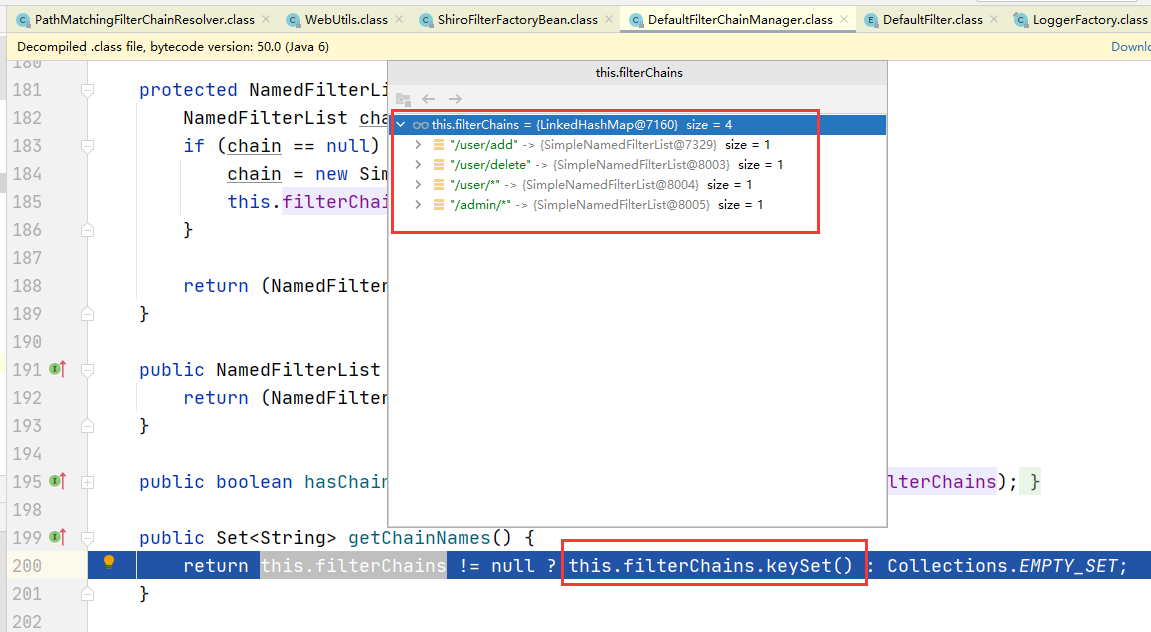 PathMatchingFilterChainResolver.class × WebUtils.class × ShiroFilterFactoryBean.class × DefaultFilterChainManager.class × DefaultFilter.class × LoggerFactory.class
Decompiled .class file, bytecode version: 50.0 (Java 6) Downlo
180
this.filterChains
181 protected NamedFilterLi
182 NamedFilterList cha
this.filterChains = {LinkedHashMap@7160} size = 4
183 if (chain == null)
"/user/add" -> {SimpleNamedFilterList@7329} size = 1
"/user/delete" -> {SimpleNamedFilterList@8003} size = 1
184 chain = new Sim
"/user/*" -> {SimpleNamedFilterList@8004} size = 1
185 this.filterChai
"/admin/*" -> {SimpleNamedFilterList@8005} size = 1
186 }
187
188 return (NamedFilter
189 }
190
191 public NamedFilterList
192 return (NamedFilter
193 }
194
195 public boolean hasChain lterChains); }
198
199 public Set<String> getChainNames() {
200 return this.filterChains != null ? this.filterChains.keySet() : Collections.EMPTY_SET;
201 }
202